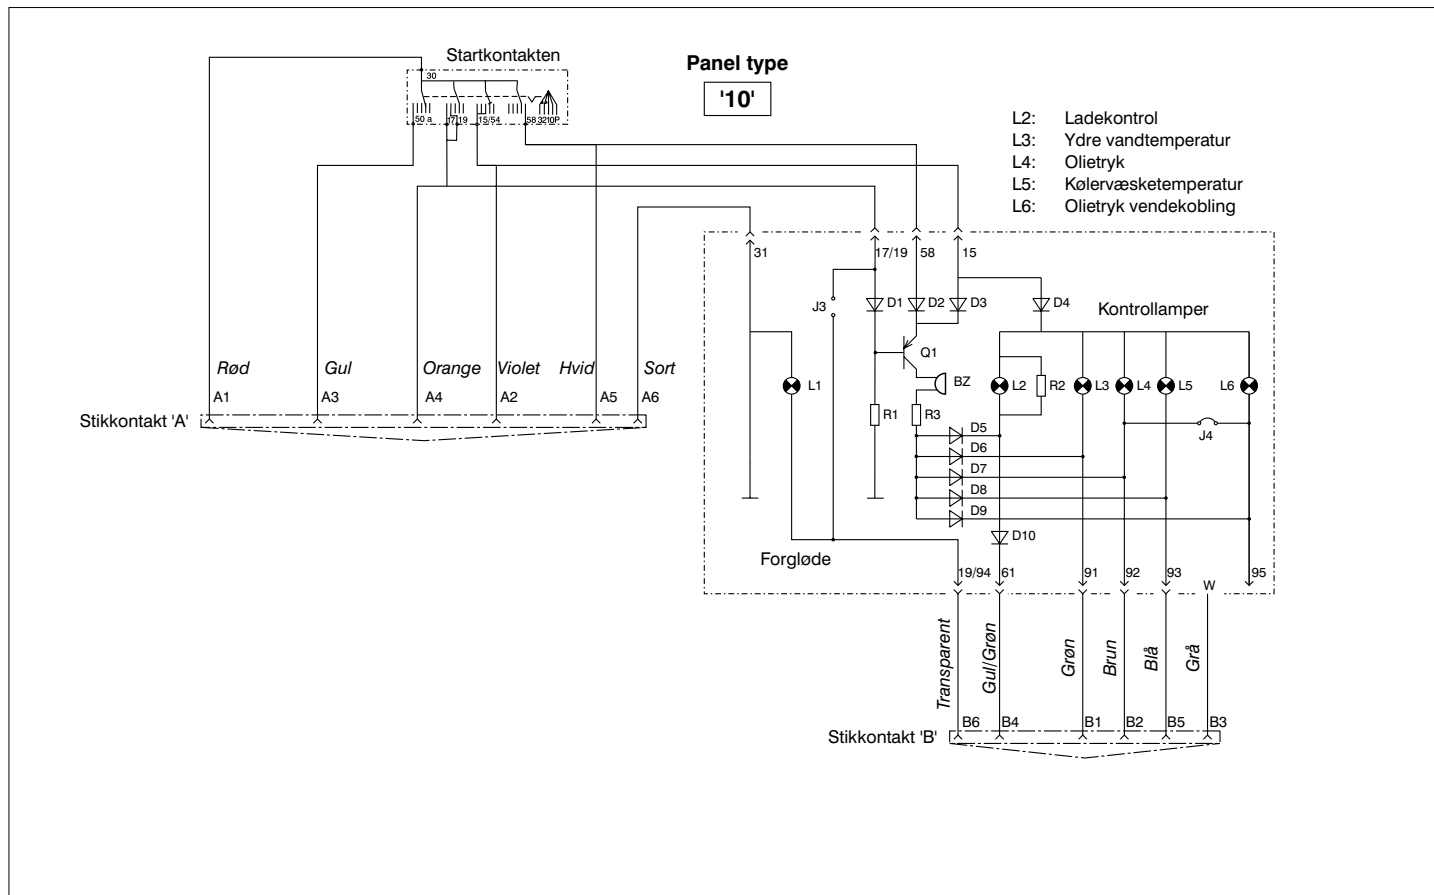 Startkontakten
Panel type
'10'
30
50 a
17/19
15/54
58
3210P
L2: Ladekontrol
L3: Ydre vandtemperatur
L4: Olietryk
L5: Kølervæsketemperatur
L6: Olietryk vendekobling
31
17/19
58
15
J3
D1
D2
D3
D4
Kontrollamper
Q1
BZ
L1
L2
R2
L3
L4
L5
L6
R1
R3
J4
D5
D6
D7
D8
D9
D10
Forgløde
19/94
61
91
92
93
W
95
Rød
Gul
Orange
Violet
Hvid
Sort
A1
A3
A4
A2
A5
A6
Stikkontakt 'A'
Transparent
Gul/Grøn
Grøn
Brun
Blå
Grå
B6
B4
B1
B2
B5
B3
Stikkontakt 'B'